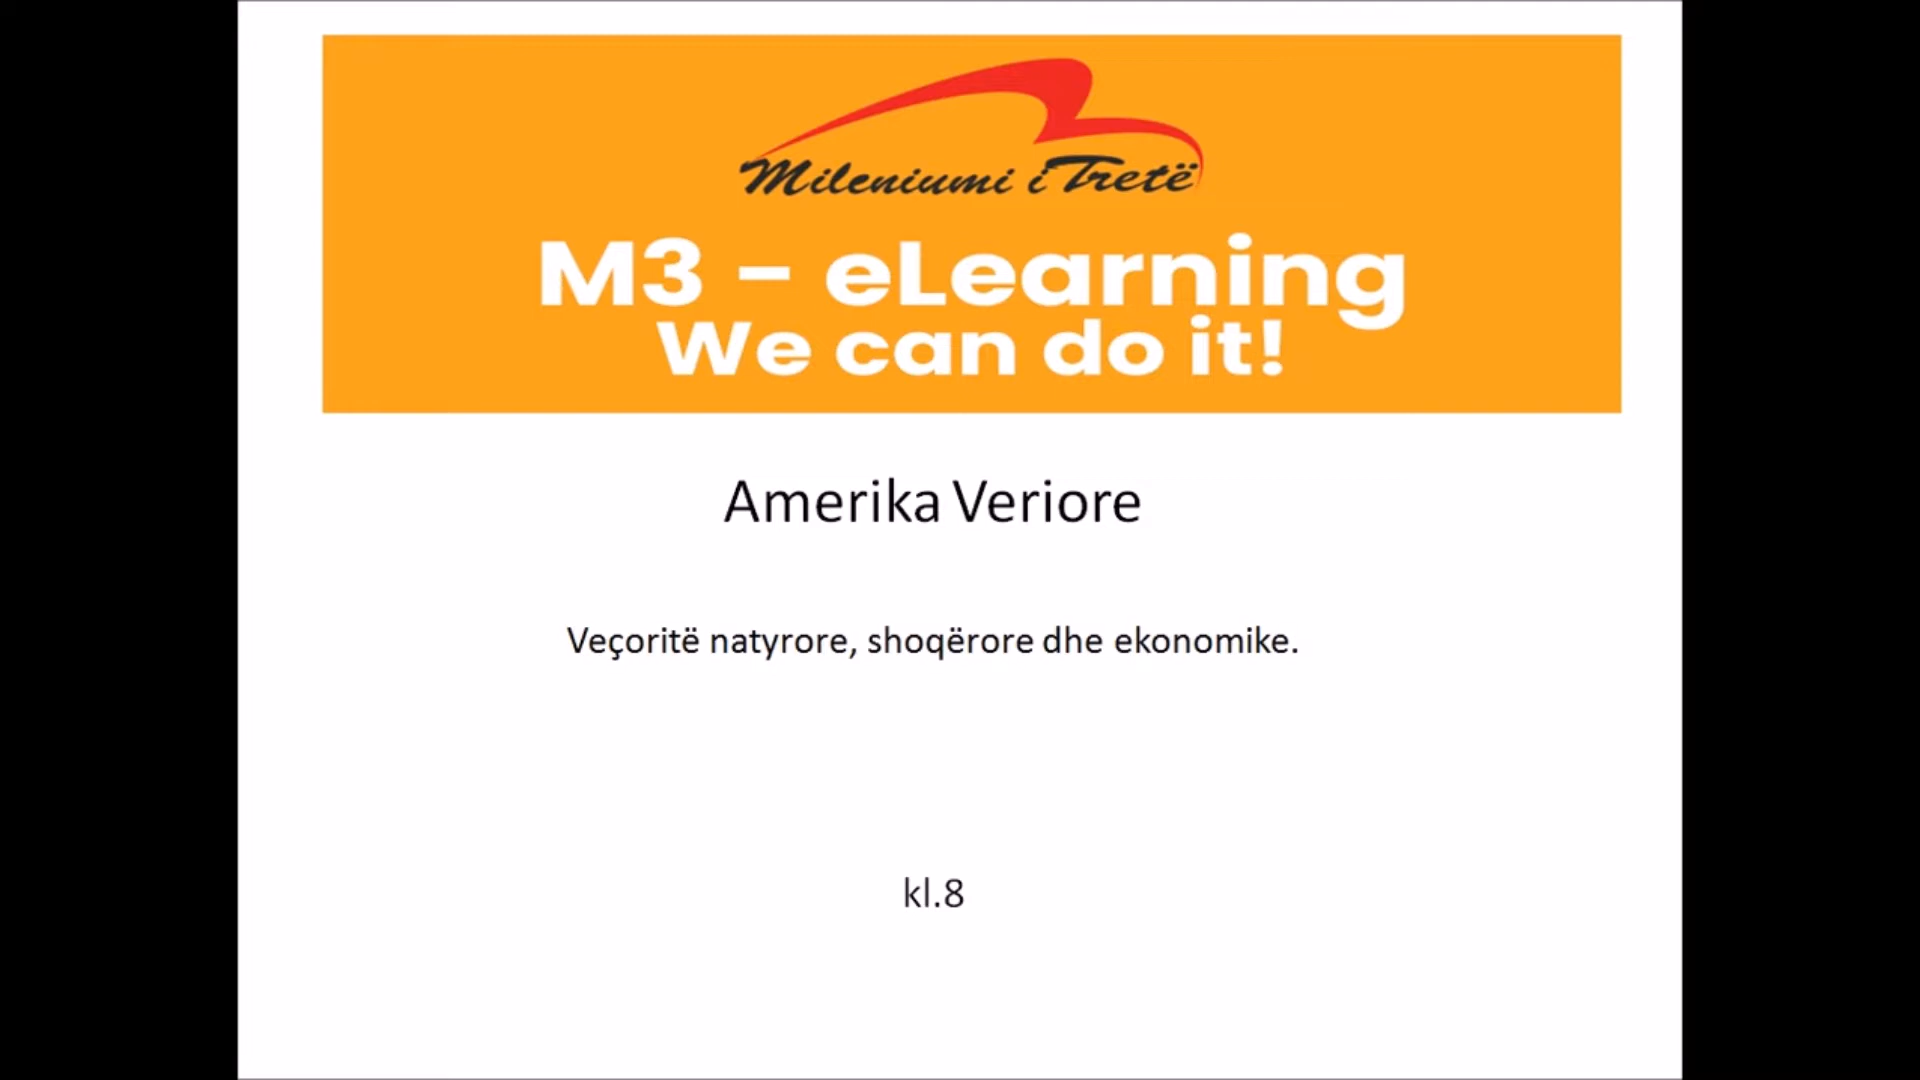 Mileniumi i Tretë
M3 – eLearning
We can do it!
Amerika Veriore
Veçoritë natyrore, shoqërore dhe ekonomike.
kl.8